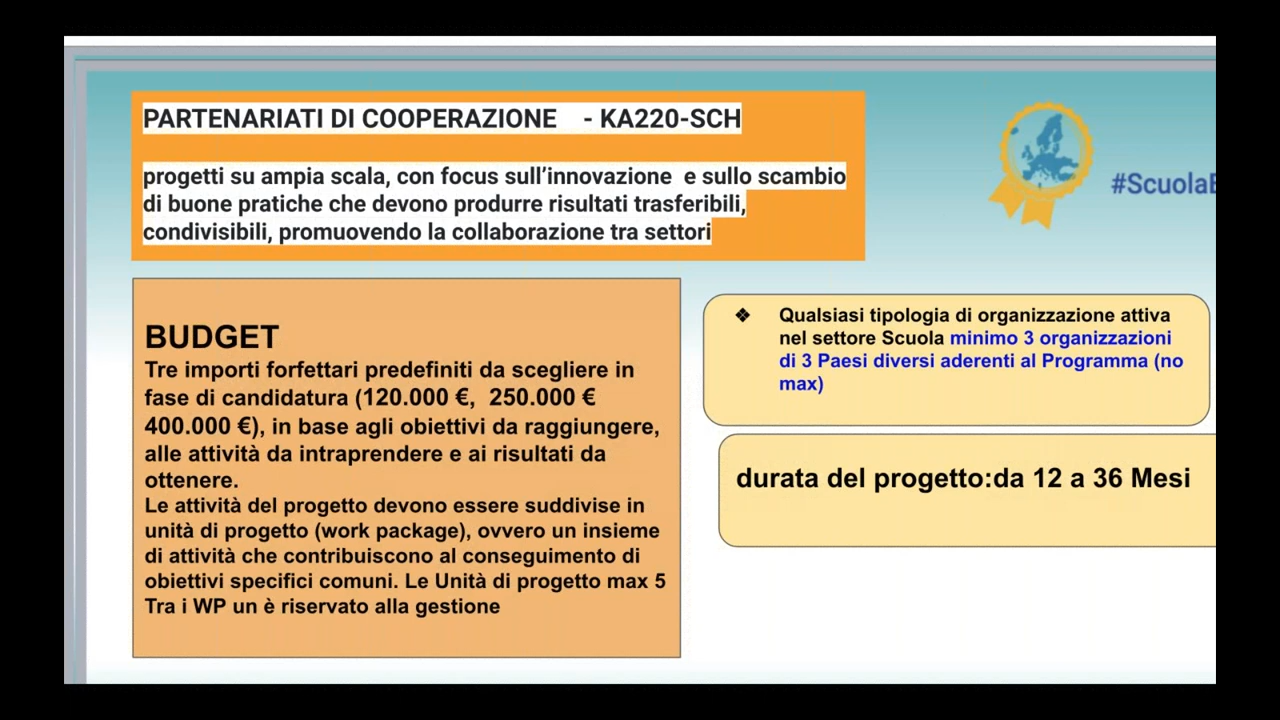 PARTENARIATI DI COOPERAZIONE - KA220-SCH
progetti su ampia scala, con focus sull’innovazione e sullo scambio
di buone pratiche che devono produrre risultati trasferibili,
condivisibili, promuovendo la collaborazione tra settori
#ScuolaE
BUDGET
Tre importi forfettari predefiniti da scegliere in
fase di candidatura (120.000 €, 250.000 €
400.000 €), in base agli obiettivi da raggiungere,
alle attività da intraprendere e ai risultati da
ottenere.
Le attività del progetto devono essere suddivise in
unità di progetto (work package), ovvero un insieme
di attività che contribuiscono al conseguimento di
obiettivi specifici comuni. Le Unità di progetto max 5
Tra i WP un è riservato alla gestione
❖ Qualsiasi tipologia di organizzazione attiva
nel settore Scuola minimo 3 organizzazioni
di 3 Paesi diversi aderenti al Programma (no
max)
durata del progetto:da 12 a 36 Mesi